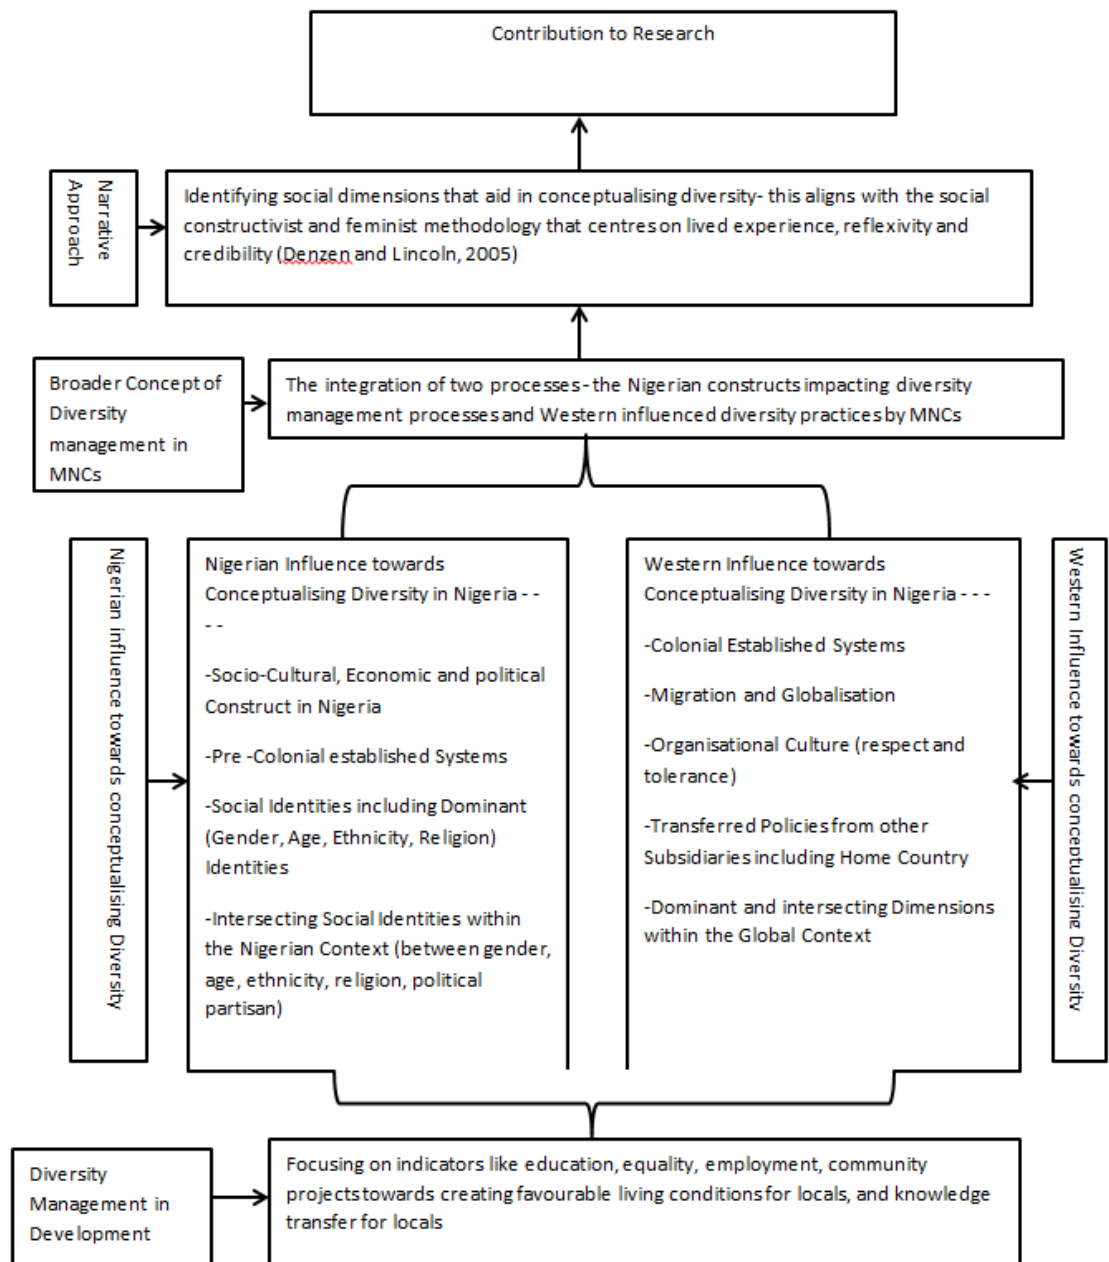 Contribution to Research
Narrative
Approach
Identifying social dimensions that aid in conceptualising diversity- this aligns with the social
constructivist and feminist methodology that centres on lived experience, reflexivity and
credibility (Denzen and Lincoln, 2005)
Broader Concept of
Diversity
management in
MNCs
The integration of two processes- the Nigerian constructs impacting diversity
management processes and Western influenced diversity practices by MNCs
Nigerian influence towards conceptualising Diversity
Nigerian Influence towards
Conceptualising Diversity in Nigeria - -
- -
-Socio-Cultural, Economic and political
Construct in Nigeria
-Pre -Colonial established Systems
-Social Identities including Dominant
(Gender, Age, Ethnicity, Religion)
Identities
-Intersecting Social Identities within
the Nigerian Context (between gender,
age, ethnicity, religion, political
partisan)
Western Influence towards
Conceptualising Diversity in Nigeria - - -
-Colonial Established Systems
-Migration and Globalisation
-Organisational Culture (respect and
tolerance)
-Transferred Policies from other
Subsidiaries including Home Country
-Dominant and intersecting Dimensions
within the Global Context
Western Influence towards conceptualising Diversity
Diversity
Management in
Development
Focusing on indicators like education, equality, employment, community
projects towards creating favourable living conditions for locals, and knowledge
transfer for locals